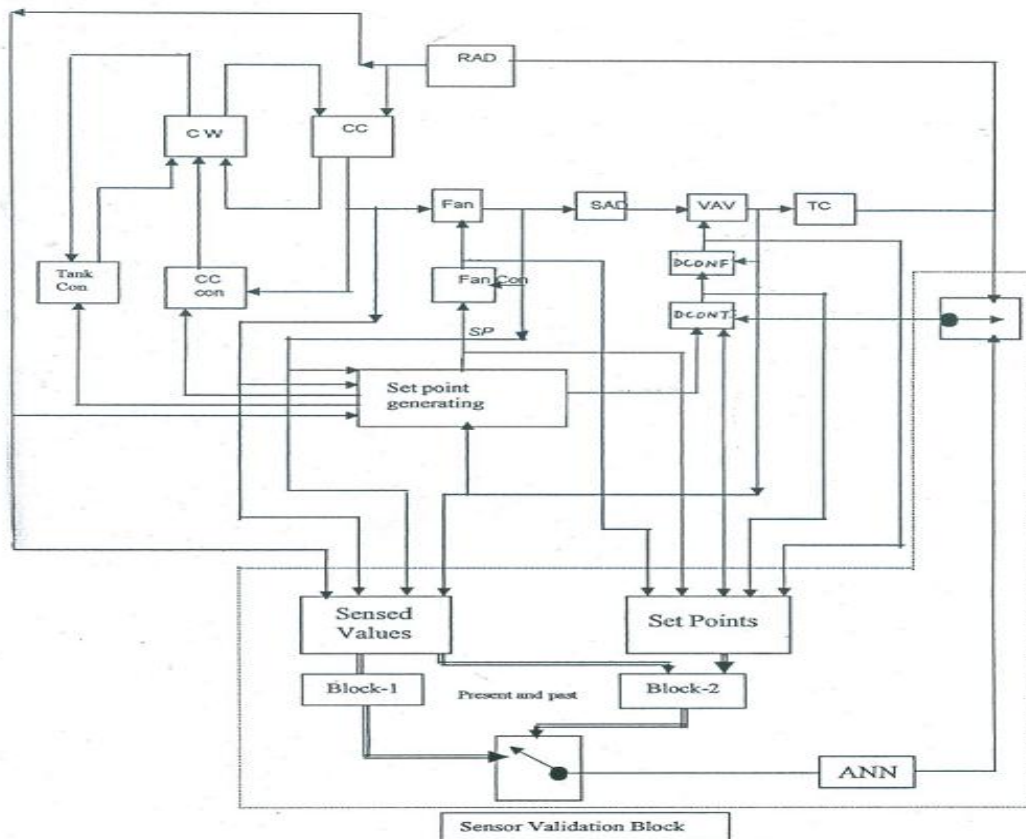 RAD
CW
CC
Fan
SAD
VAV
TC
DCONF
Tank
Con
CC
con
Fan Con
DCONT
SP
Set point
generating
Sensed
Values
Set Points
Block-1
Present and past
Block-2
ANN
Sensor Validation Block